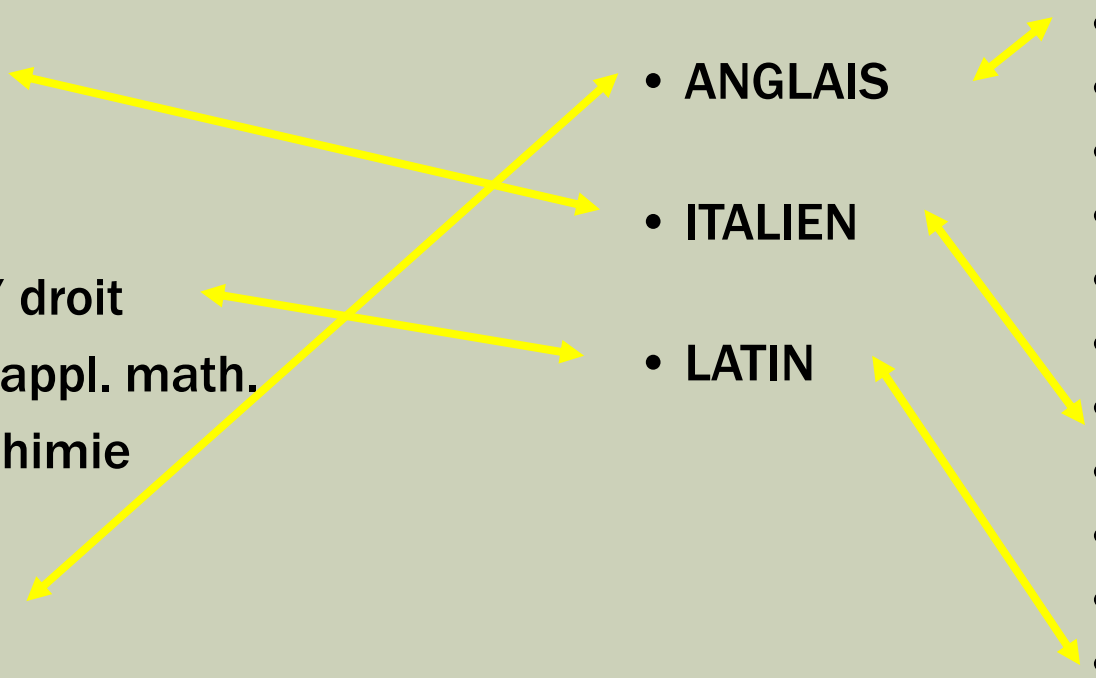 • ANGLAIS
• ITALIEN
droit
• LATIN
appl. math.
himie